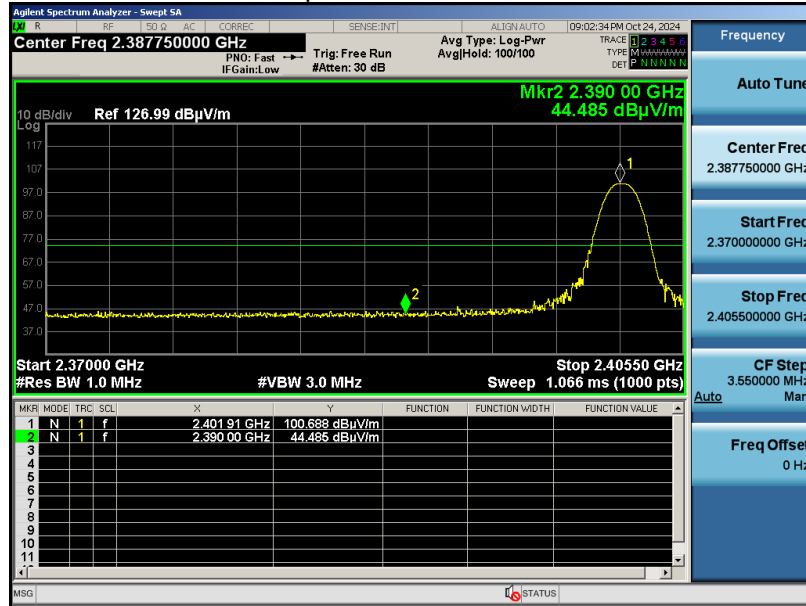 Agilent Spectrum Analyzer - Swept SA
LXI R RF 50 Ω AC CORREC SENSE:INT ALIGN AUTO 09:02:34 PM Oct 24, 2024
Center Freq 2.387750000 GHz
PNO: Fast
IFGain:Low
Trig: Free Run
#Atten: 30 dB
Avg Type: Log-Pwr
Avg|Hold: 100/100
TRACE 1 2 3 4 5 6
TYPE M WWWWW
DET P N N N N N
Mkr2 2.390 00 GHz
44.485 dBµV/m
10 dB/div Ref 126.99 dBµV/m
Log
117
107
97.0
87.0
77.0
67.0
57.0
47.0
37.0
1
2
Start 2.37000 GHz Stop 2.40550 GHz
#Res BW 1.0 MHz #VBW 3.0 MHz Sweep 1.066 ms (1000 pts)
MKR MODE TRC SCL X Y FUNCTION FUNCTION WIDTH FUNCTION VALUE
1 N 1 f 2.401 91 GHz 100.688 dBµV/m
2 N 1 f 2.390 00 GHz 44.485 dBµV/m
3
4
5
6
7
8
9
10
11
MSG STATUS
Frequency
Auto Tune
Center Freq
2.387750000 GHz
Start Freq
2.370000000 GHz
Stop Freq
2.405500000 GHz
CF Step
3.550000 MHz
Auto Man
Freq Offset
0 Hz